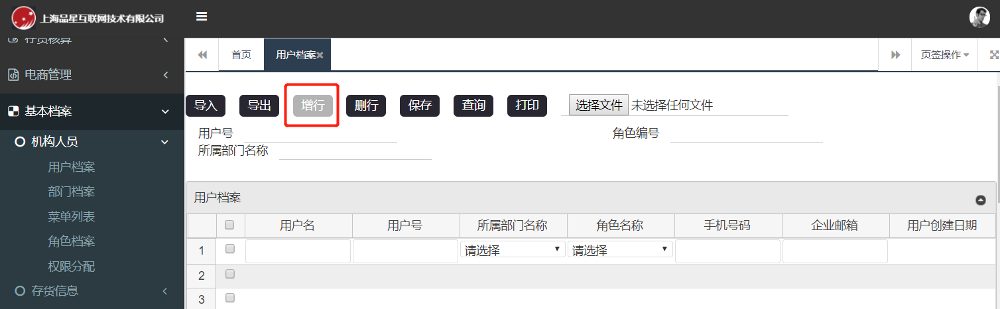 上海品星互联网技术有限公司
存货核算
电商管理
基本档案
机构人员
用户档案
部门档案
菜单列表
角色档案
权限分配
存货信息
首页 用户档案 页签操作
导入 导出 增行 删行 保存 查询 打印 选择文件 未选择任何文件
用户号 角色编号
所属部门名称
用户档案
用户名 用户号 所属部门名称 角色名称 手机号码 企业邮箱 用户创建日期
1 请选择 请选择
2
3